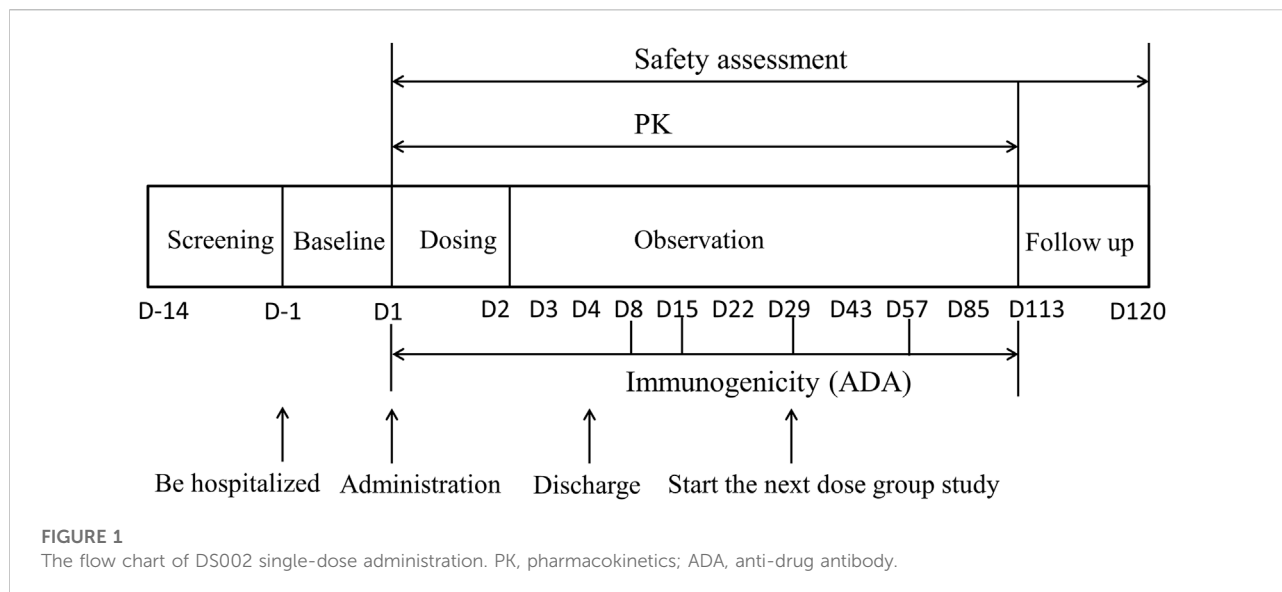 Safety assessment
PK
Screening Baseline Dosing Observation Follow up
D-14 D-1 D1 D2 D3 D4 D8 D15 D22 D29 D43 D57 D85 D113 D120
Immunogenicity (ADA)
Be hospitalized Administration Discharge Start the next dose group study
FIGURE 1
The flow chart of DS002 single-dose administration. PK, pharmacokinetics; ADA, anti-drug antibody.